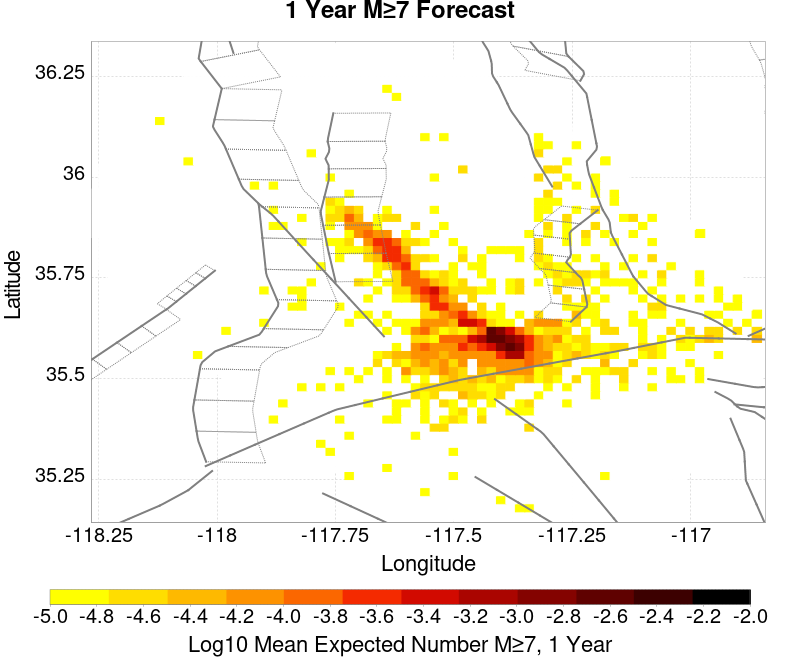 1 Year M≥7 Forecast
36.25
36
35.75
35.5
35.25
Latitude
-118.25 -118 -117.75 -117.5 -117.25 -117
Longitude
-5.0 -4.8 -4.6 -4.4 -4.2 -4.0 -3.8 -3.6 -3.4 -3.2 -3.0 -2.8 -2.6 -2.4 -2.2 -2.0
Log10 Mean Expected Number M≥7, 1 Year